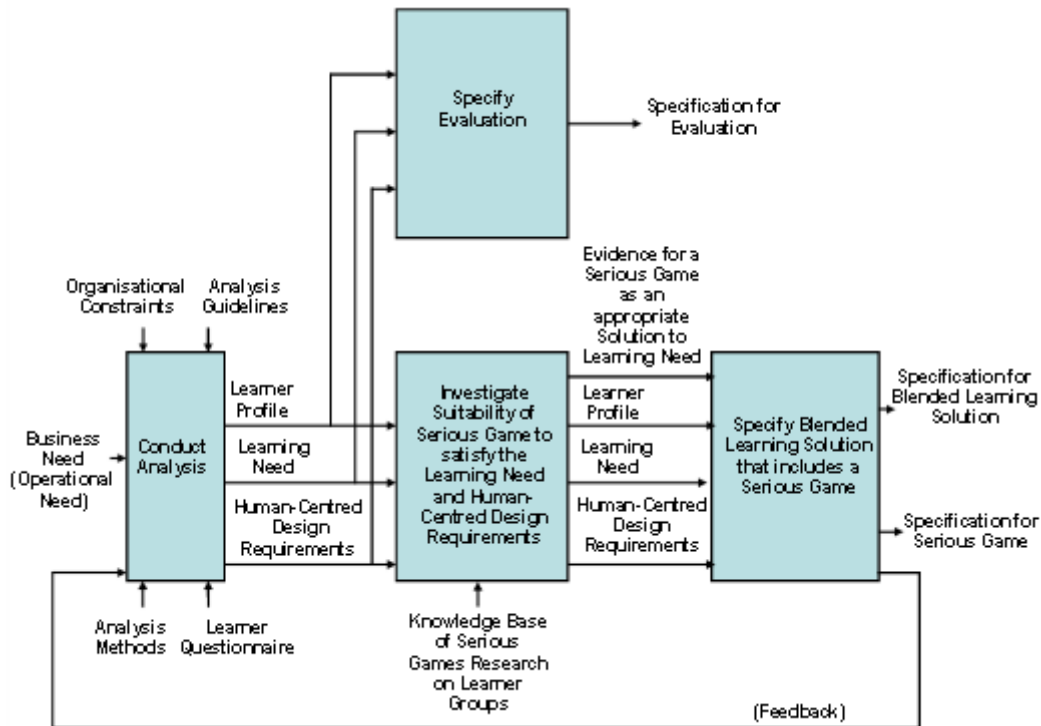 Specify
Evaluation
Specification for
Evaluation
Evidence for a
Serious Game
as an
appropriate
Solution to
Learning Need
Organisational
Constraints
Analysis
Guidelines
Learner
Profile
Learning
Need
Human-Centred
Design
Requirements
Business
Need
(Operational
Need)
Conduct
Analysis
Investigate
Suitability of
Serious Game to
satisfy the
Learning Need
and Human-
Centred Design
Requirements
Learner
Profile
Learning
Need
Human-Centred
Design
Requirements
Specify Blended
Learning Solution
that includes a
Serious Game
Specification for
Blended Learning
Solution
Specification for
Serious Game
Analysis
Methods
Learner
Questionnaire
Knowledge Base
of Serious
Games Research
on Learner
Groups
(Feedback)